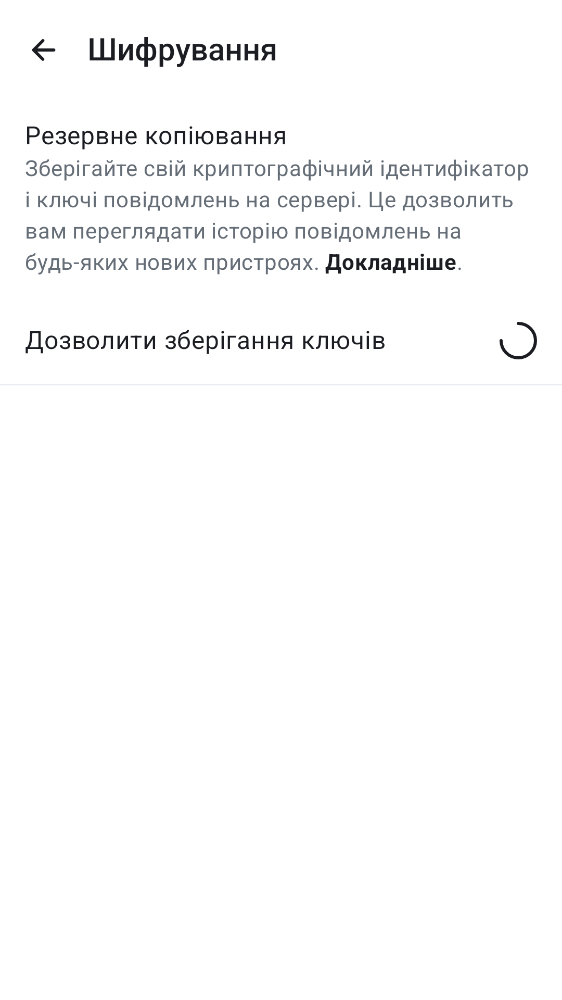 Шифрування
Резервне копіювання
Зберігайте свій криптографічний ідентифікатор
і ключі повідомлень на сервері. Це дозволить
вам переглядати історію повідомлень на
будь-яких нових пристроях. Докладніше.
Дозволити зберігання ключів